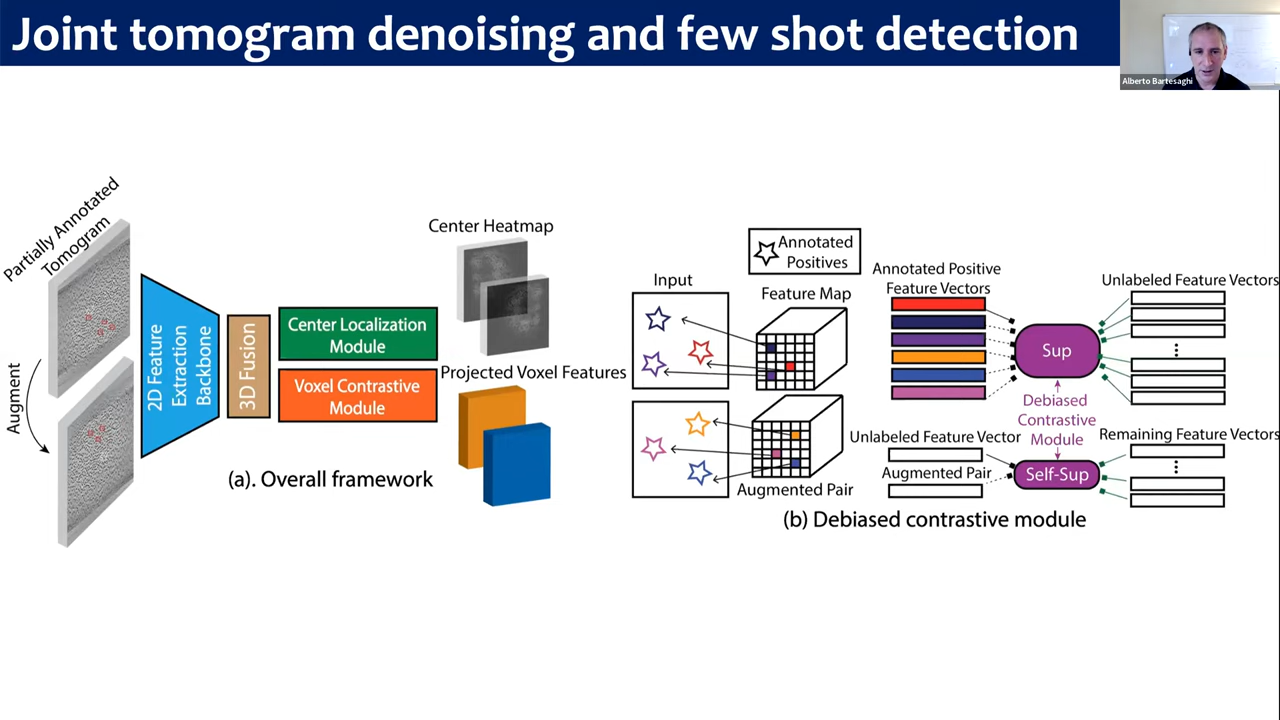 Joint tomogram denoising and few shot detection
Alberto Bartesaghi
Partially Annotated
Tomogram
Augment
2D Feature
Extraction
Backbone
3D Fusion
Center Localization
Module
Voxel Contrastive
Module
Center Heatmap
Projected Voxel Features
(a). Overall framework
Input
Annotated
Positives
Feature Map
Augmented Pair
Annotated Positive
Feature Vectors
Unlabeled Feature Vectors
Sup
Debiased
Contrastive
Module
Unlabeled Feature Vector
Augmented Pair
Self-Sup
Remaining Feature Vectors
(b) Debiased contrastive module